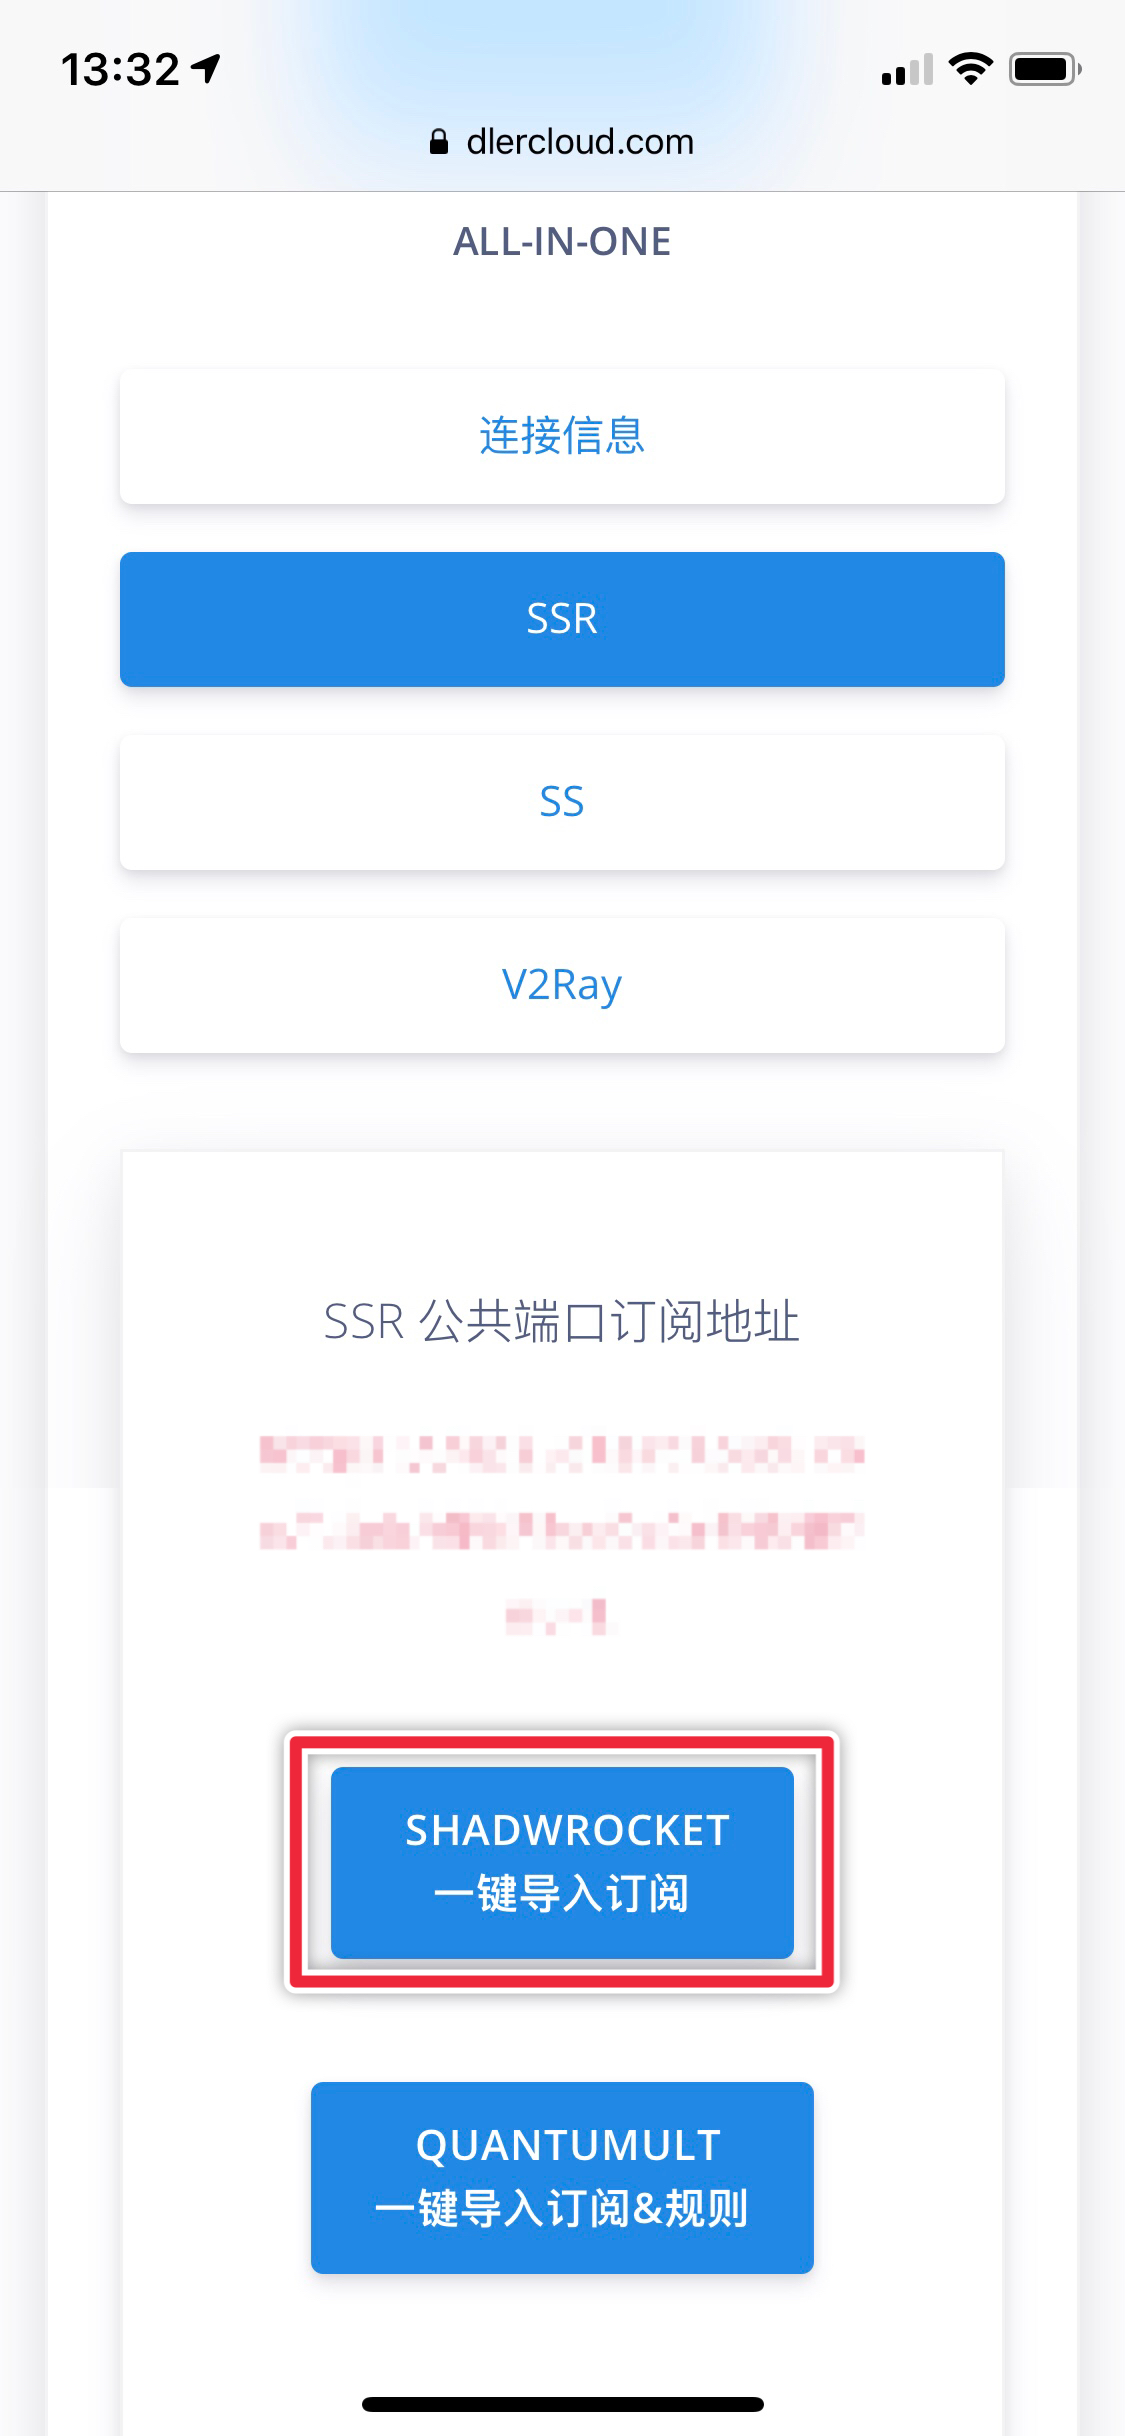 13:32
dlercloud.com
ALL-IN-ONE
连接信息
SSR
SS
V2Ray
SSR 公共端口订阅地址
SHADWROCKET
一键导入订阅
QUANTUMULT
一键导入订阅&规则